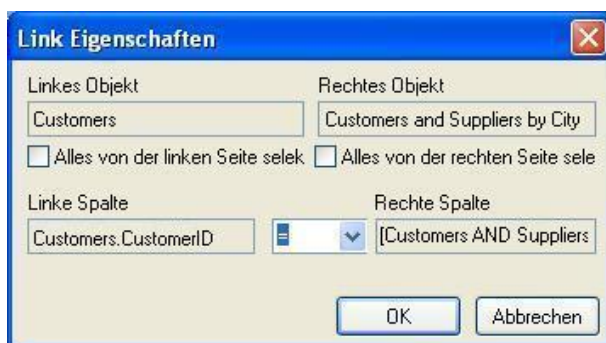 Link Eigenschaften
Linkes Objekt Rechtes Objekt
Customers Customers and Suppliers by City
Alles von der linken Seite selek Alles von der rechten Seite sele
Linke Spalte Rechte Spalte
Customers.CustomerID = [Customers AND Suppliers
OK Abbrechen